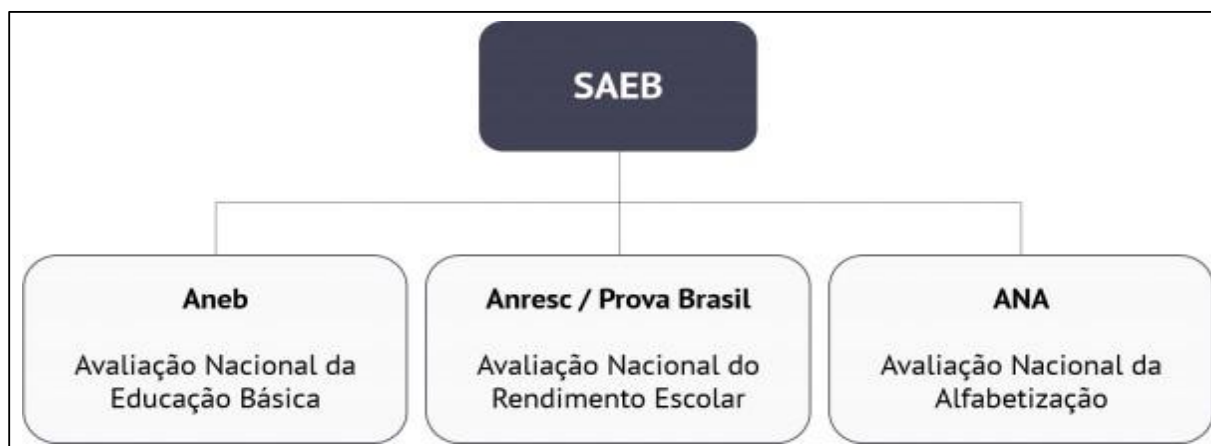 SAEB
Aneb
Avaliação Nacional da
Educação Básica
Anresc / Prova Brasil
Avaliação Nacional do
Rendimento Escolar
ANA
Avaliação Nacional da
Alfabetização